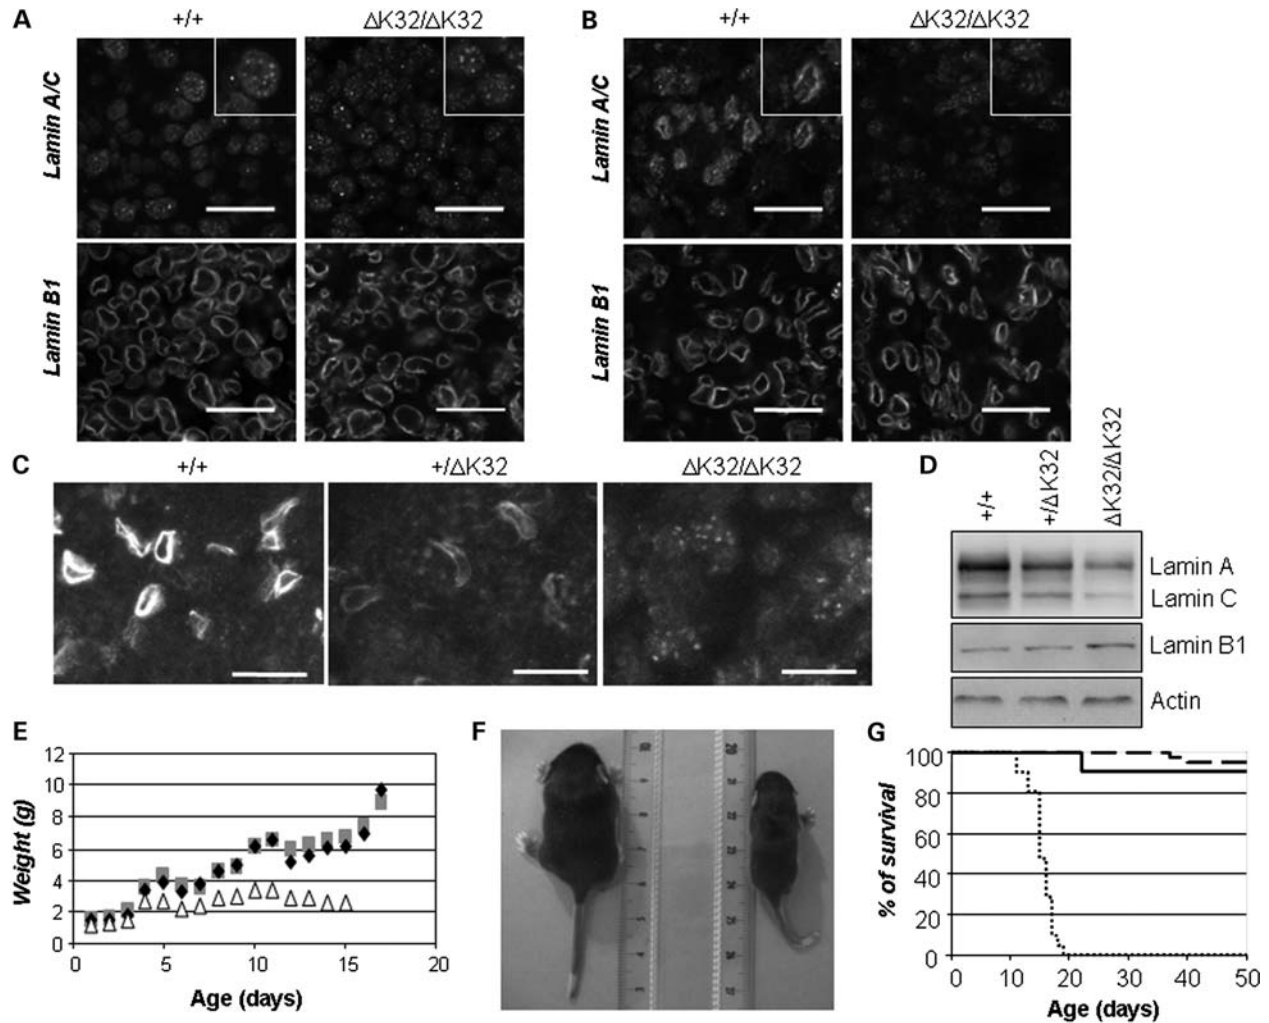 A
+/+
ΔK32/ΔK32
Lamin A/C
Lamin B1
B
+/+
ΔK32/ΔK32
Lamin A/C
Lamin B1
C
+/+
+/ΔK32
ΔK32/ΔK32
D
+/+
+/ΔK32
ΔK32/ΔK32
Lamin A
Lamin C
Lamin B1
Actin
E
Weight (g)
12
10
8
6
4
2
0
0 5 10 15 20
Age (days)
F
G
% of survival
100
80
60
40
20
0
0 10 20 30 40 50
Age (days)